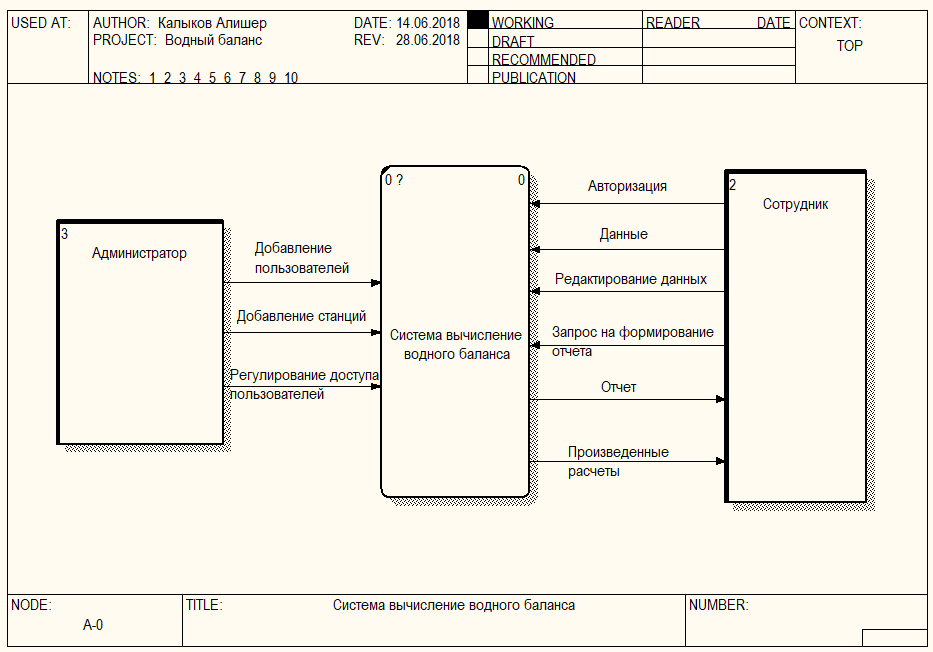 USED AT:
AUTHOR: Калыков Алишер
DATE: 14.06.2018
PROJECT: Водный баланс
REV: 28.06.2018
NOTES: 1 2 3 4 5 6 7 8 9 10
WORKING
DRAFT
RECOMMENDED
PUBLICATION
READER
DATE
CONTEXT:
TOP
3
Администратор
Добавление
пользователей
Добавление станций
Регулирование доступа
пользователей
0 ?
0
Система вычисление
водного баланса
Авторизация
Данные
Редактирование данных
Запрос на формирование
отчета
Отчет
Произведенные
расчеты
2
Сотрудник
NODE:
A-0
TITLE:
Система вычисление водного баланса
NUMBER: